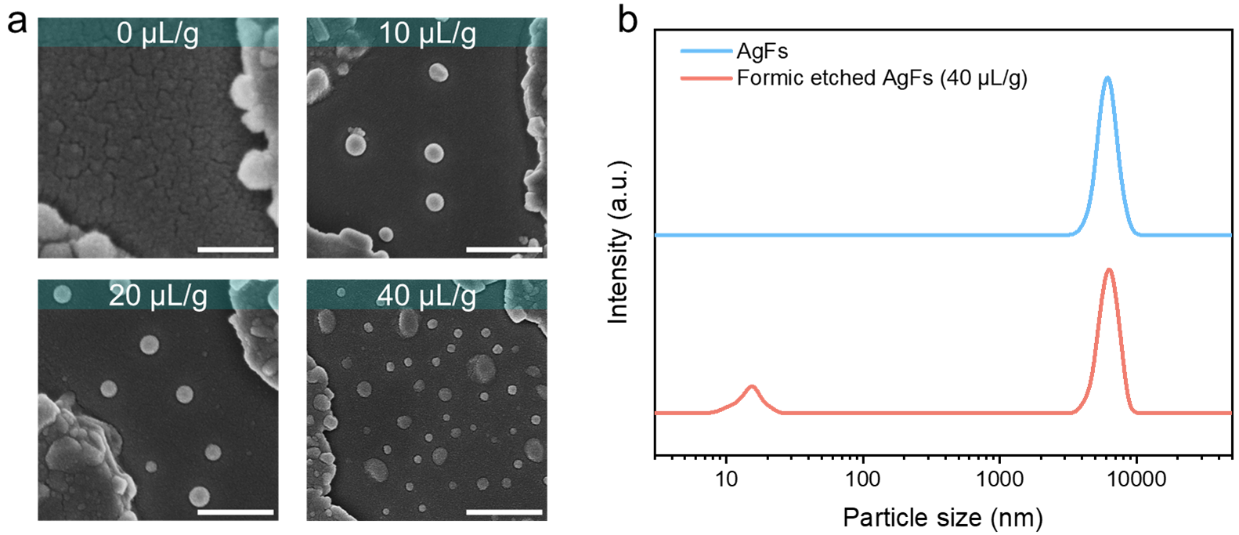 a
0 μL/g
10 μL/g
20 μL/g
40 μL/g
b
AgFs
Formic etched AgFs (40 μL/g)
Intensity (a.u.)
10 100 1000 10000
Particle size (nm)